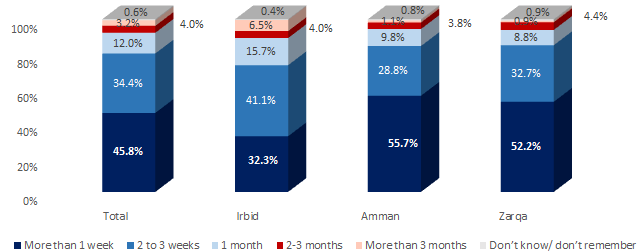 0.6% 0.4% 0.8% 0.9%
3.2% 4.0% 6.5% 4.0% 1.1% 3.8% 0.9% 4.4%
100%
12.0% 15.7% 9.8% 8.8%
80%
34.4% 41.1% 28.8% 32.7%
60%
40%
45.8% 32.3% 55.7% 52.2%
20%
0%
Total Irbid Amman Zarqa
More than 1 week 2 to 3 weeks 1 month 2-3 months More than 3 months Don't know/ don't remember